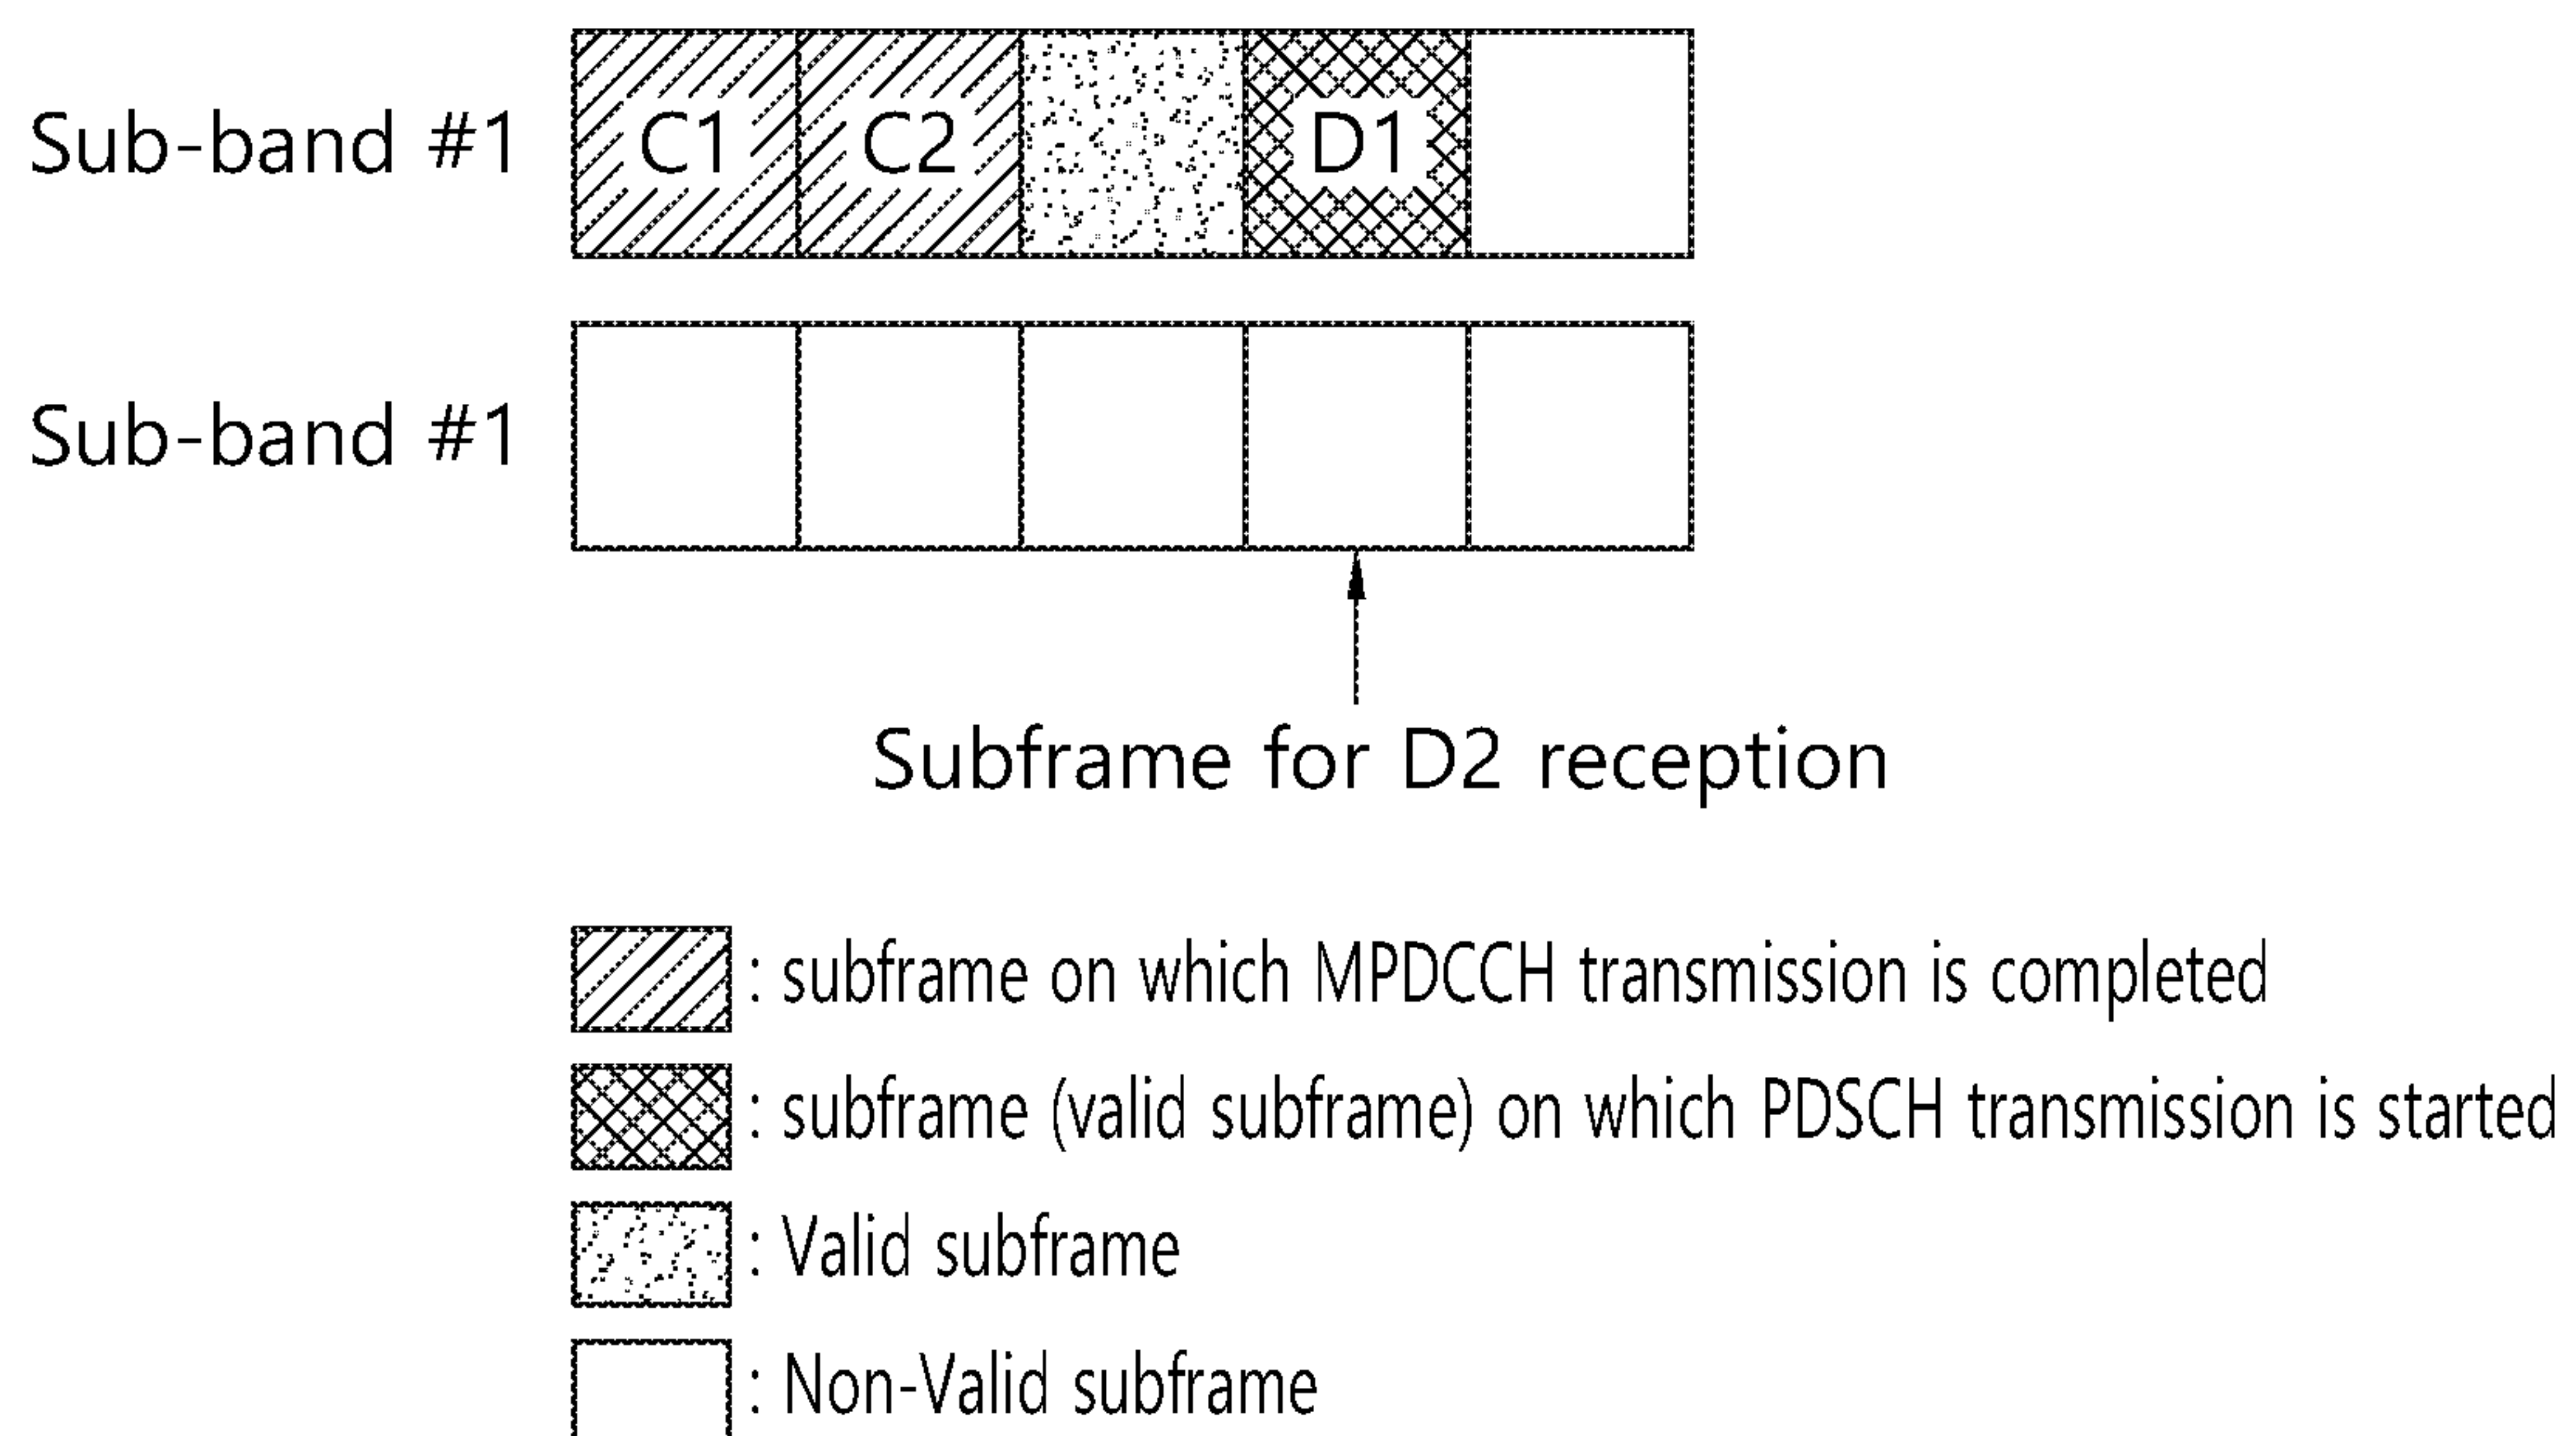 Sub-band #1 C1 C2 D1
Sub-band #1
Subframe for D2 reception
: subframe on which MPDCCH transmission is completed
: subframe (valid subframe) on which PDSCH transmission is started
: Valid subframe
: Non-Valid subframe